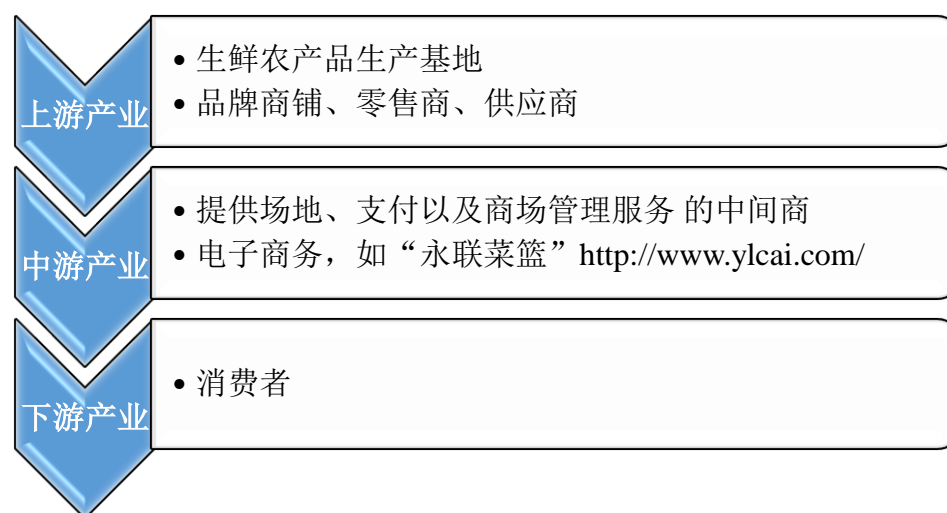 上游产业
• 生鲜农产品生产基地
• 品牌商铺、零售商、供应商
中游产业
• 提供场地、支付以及商场管理服务 的中间商
• 电子商务，如“永联菜篮”http://www.ylcai.com/
下游产业
• 消费者